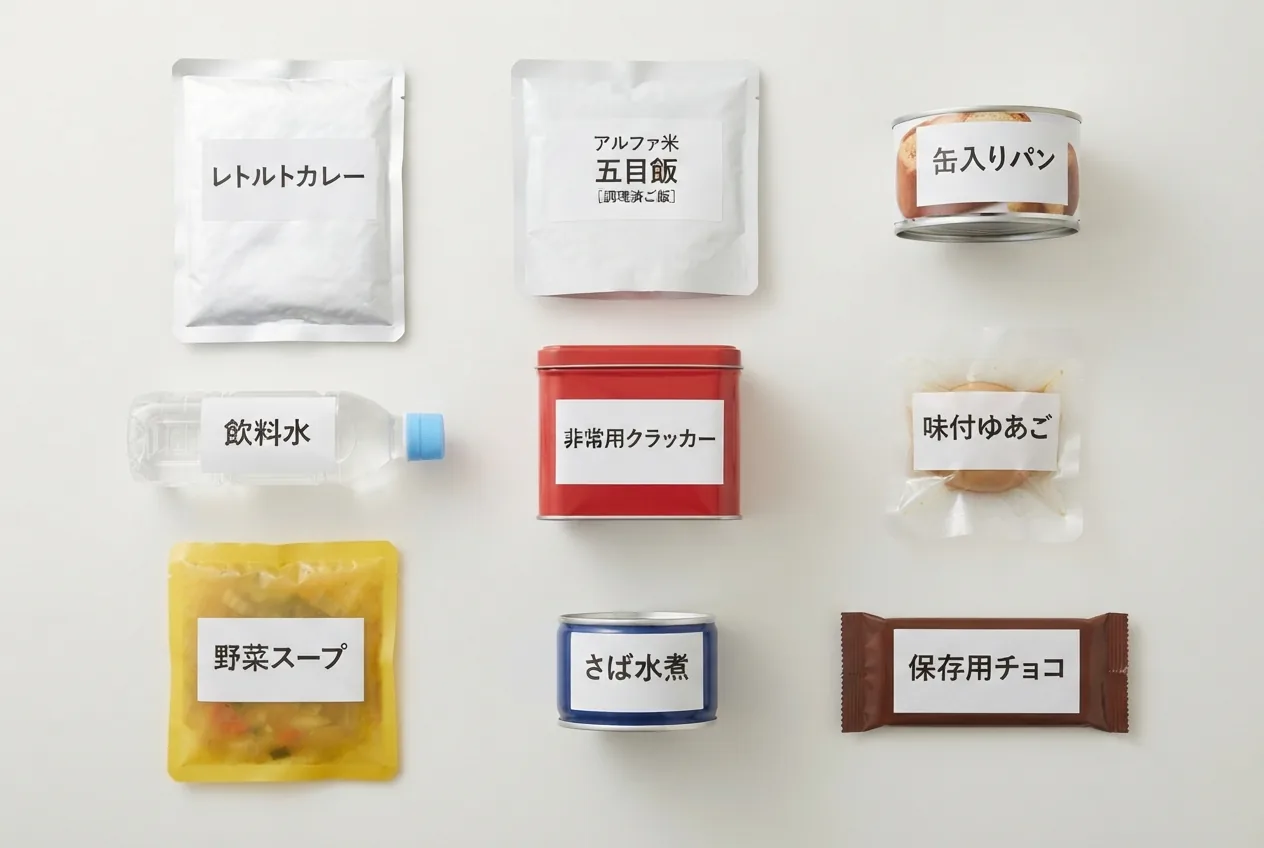 レトルトカレー
アルファ米
五目飯
[調理済ご飯]
缶入りパン
飲料水
非常用クラッカー
味付ゆあご
野菜スープ
さば水煮
保存用チョコ